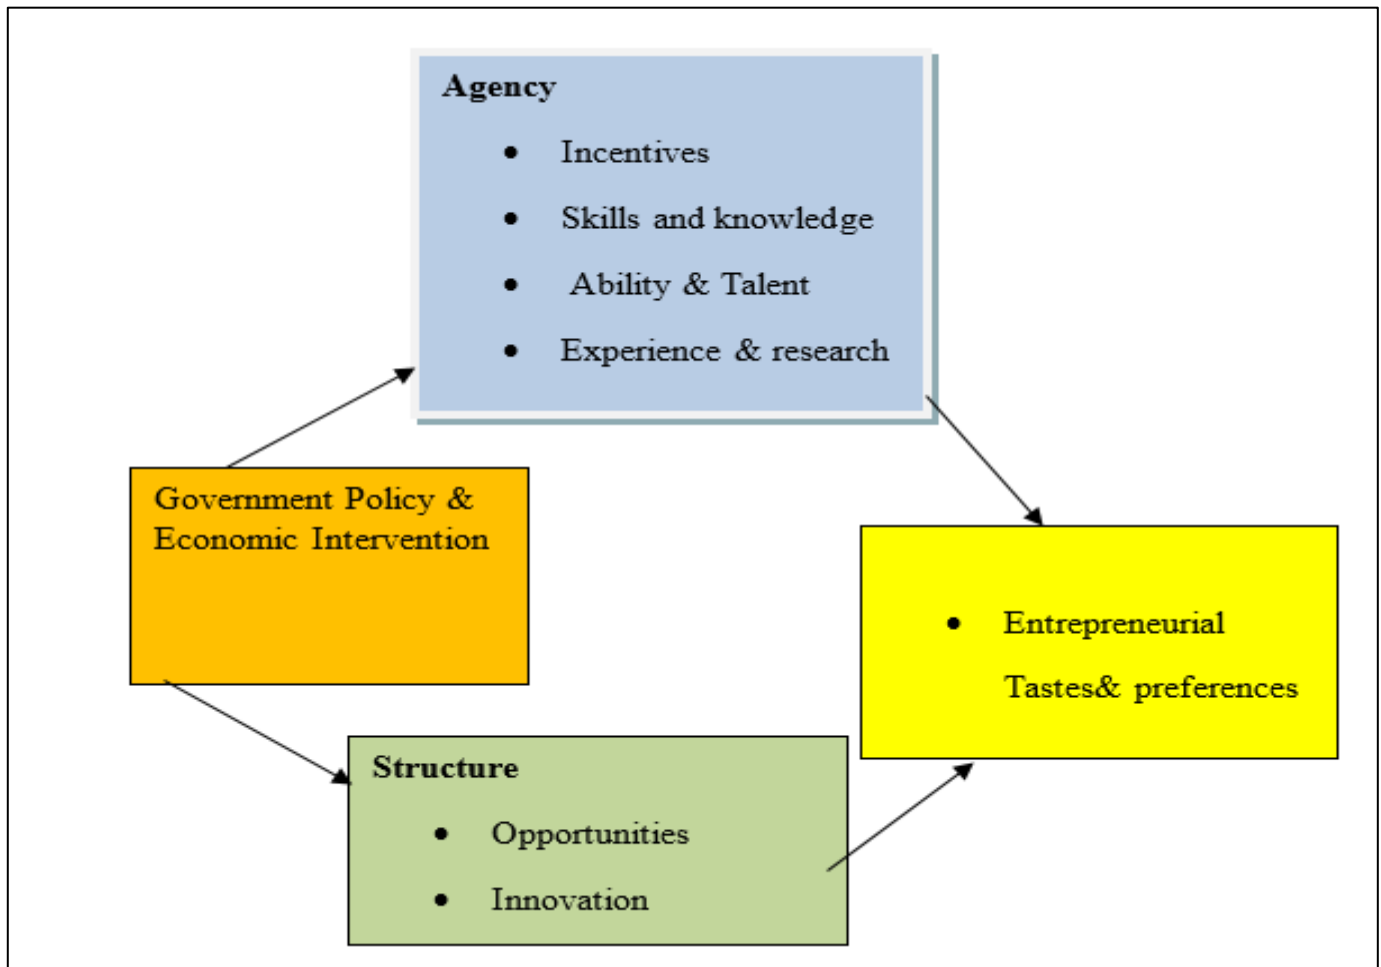 Agency
• Incentives
• Skills and knowledge
• Ability & Talent
• Experience & research
Government Policy &
Economic Intervention
• Entrepreneurial
Tastes& preferences
Structure
• Opportunities
• Innovation